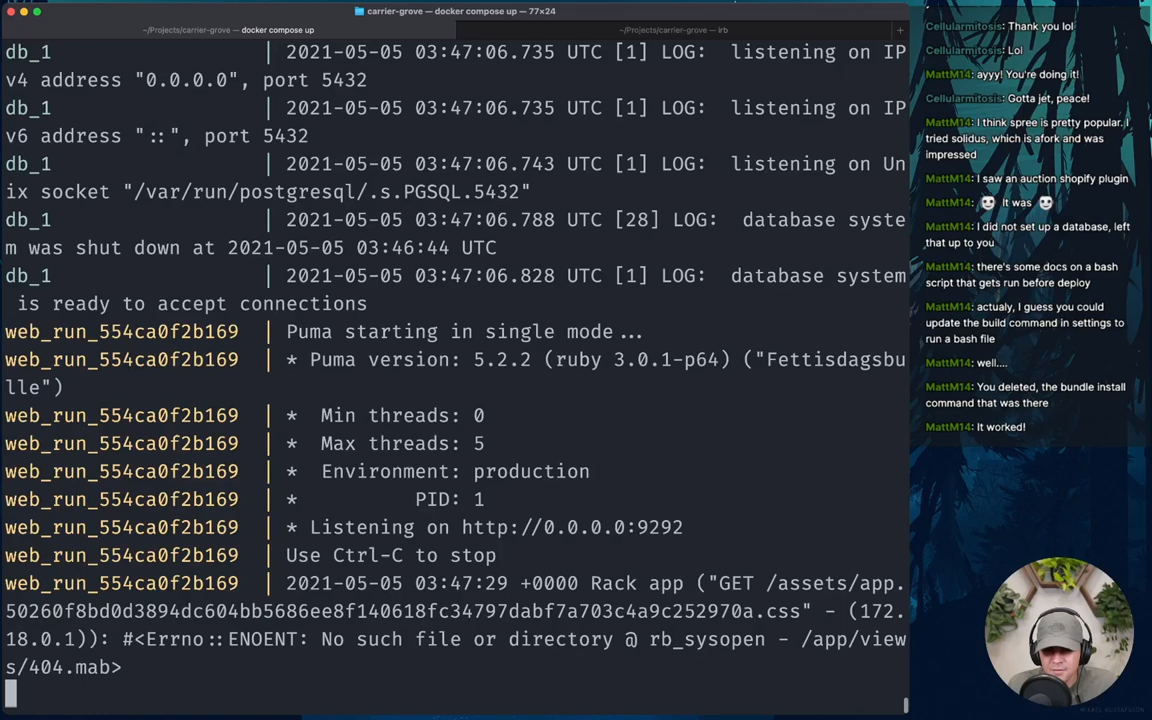 carrier-grove — docker compose up — 77×24
~/Projects/carrier-grove — docker compose up
~/Projects/carrier-grove — irb
+
db_1 | 2021-05-05 03:47:06.735 UTC [1] LOG: listening on IP
v4 address "0.0.0.0", port 5432
db_1 | 2021-05-05 03:47:06.735 UTC [1] LOG: listening on IP
v6 address "::", port 5432
db_1 | 2021-05-05 03:47:06.743 UTC [1] LOG: listening on Un
ix socket "/var/run/postgresql/.s.PGSQL.5432"
db_1 | 2021-05-05 03:47:06.788 UTC [28] LOG: database syste
m was shut down at 2021-05-05 03:46:44 UTC
db_1 | 2021-05-05 03:47:06.828 UTC [1] LOG: database system
is ready to accept connections
web_run_554ca0f2b169 | Puma starting in single mode...
web_run_554ca0f2b169 | * Puma version: 5.2.2 (ruby 3.0.1-p64) ("Fettisdagsbu
lle")
web_run_554ca0f2b169 | * Min threads: 0
web_run_554ca0f2b169 | * Max threads: 5
web_run_554ca0f2b169 | * Environment: production
web_run_554ca0f2b169 | * PID: 1
web_run_554ca0f2b169 | * Listening on http://0.0.0.0:9292
web_run_554ca0f2b169 | Use Ctrl-C to stop
web_run_554ca0f2b169 | 2021-05-05 03:47:29 +0000 Rack app ("GET /assets/app.
50260f8bd0d3894dc604bb5686ee8f140618fc34797dabf7a703c4a9c252970a.css" - (172.
18.0.1)): #<Errno::ENOENT: No such file or directory @ rb_sysopen - /app/view
s/404.mab>
Cellularmitosis: Thank you lol
Cellularmitosis: Lol
MattM14: ayyy! You're doing it!
Cellularmitosis: Gotta jet, peace!
MattM14: I think spree is pretty popular. I
tried solidus, which is afork and was
impressed
MattM14: I saw an auction shopify plugin
MattM14: It was
MattM14: I did not set up a database, left
that up to you
MattM14: there's some docs on a bash
script that gets run before deploy
MattM14: actualy, I guess you could
update the build command in settings to
run a bash file
MattM14: well....
MattM14: You deleted, the bundle install
command that was there
MattM14: It worked!
MIKAEL GUSTAFSSON